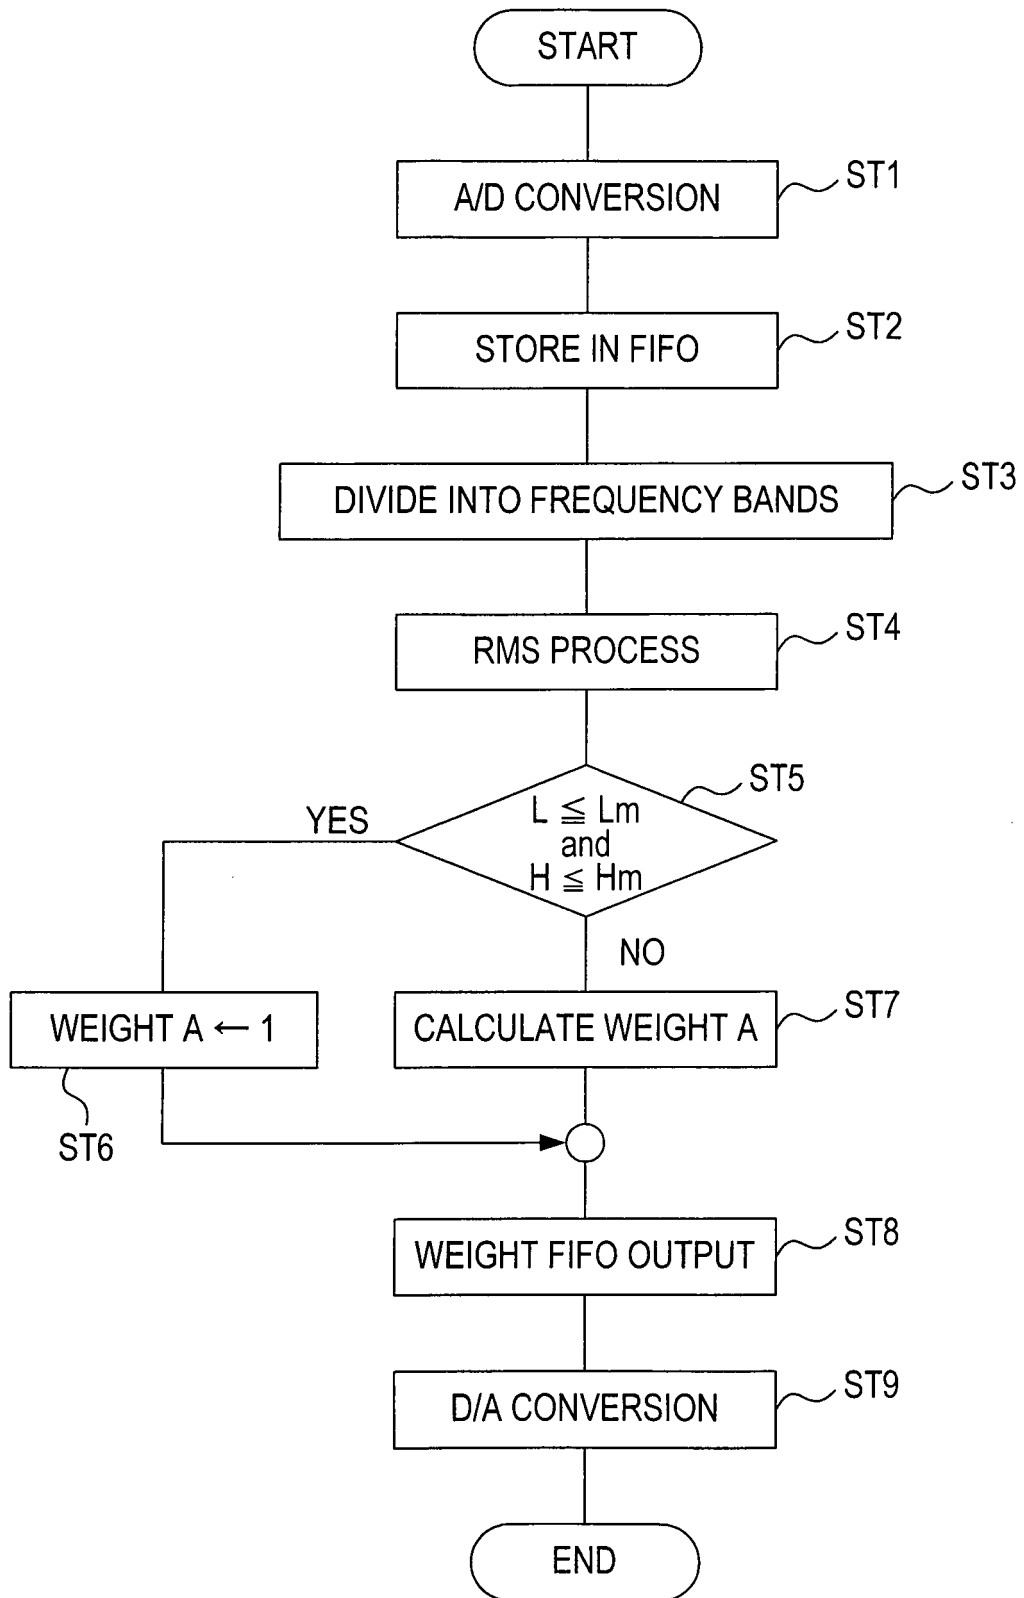 START
A/D CONVERSION
ST1
STORE IN FIFO
ST2
DIVIDE INTO FREQUENCY BANDS
ST3
RMS PROCESS
ST4
L ≦ Lm
and
H ≦ Hm
ST5
YES
NO
WEIGHT A ← 1
ST6
CALCULATE WEIGHT A
ST7
WEIGHT FIFO OUTPUT
ST8
D/A CONVERSION
ST9
END